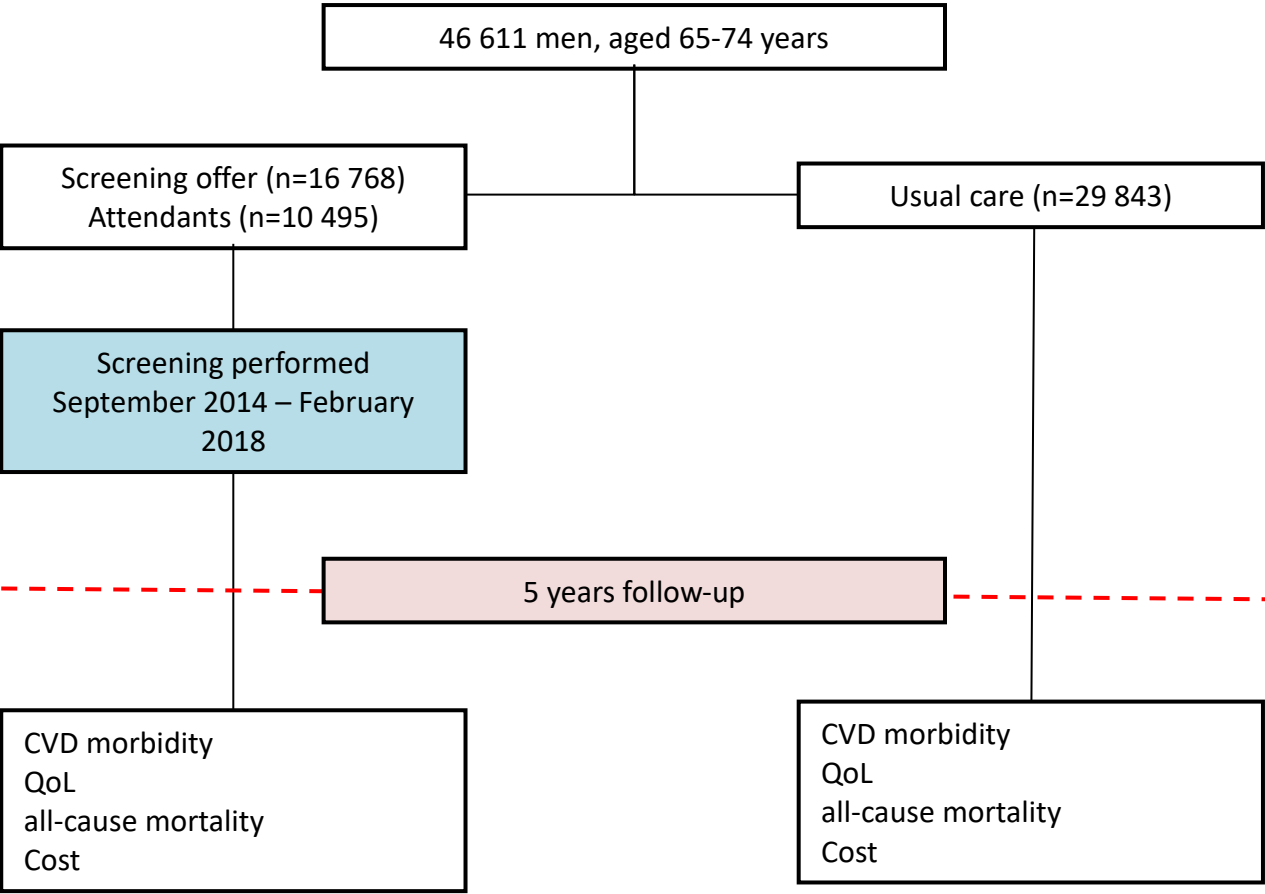 46 611 men, aged 65-74 years
Screening offer (n=16 768)
Attendants (n=10 495)
Usual care (n=29 843)
Screening performed
September 2014 – February
2018
5 years follow-up
CVD morbidity
QoL
all-cause mortality
Cost
CVD morbidity
QoL
all-cause mortality
Cost